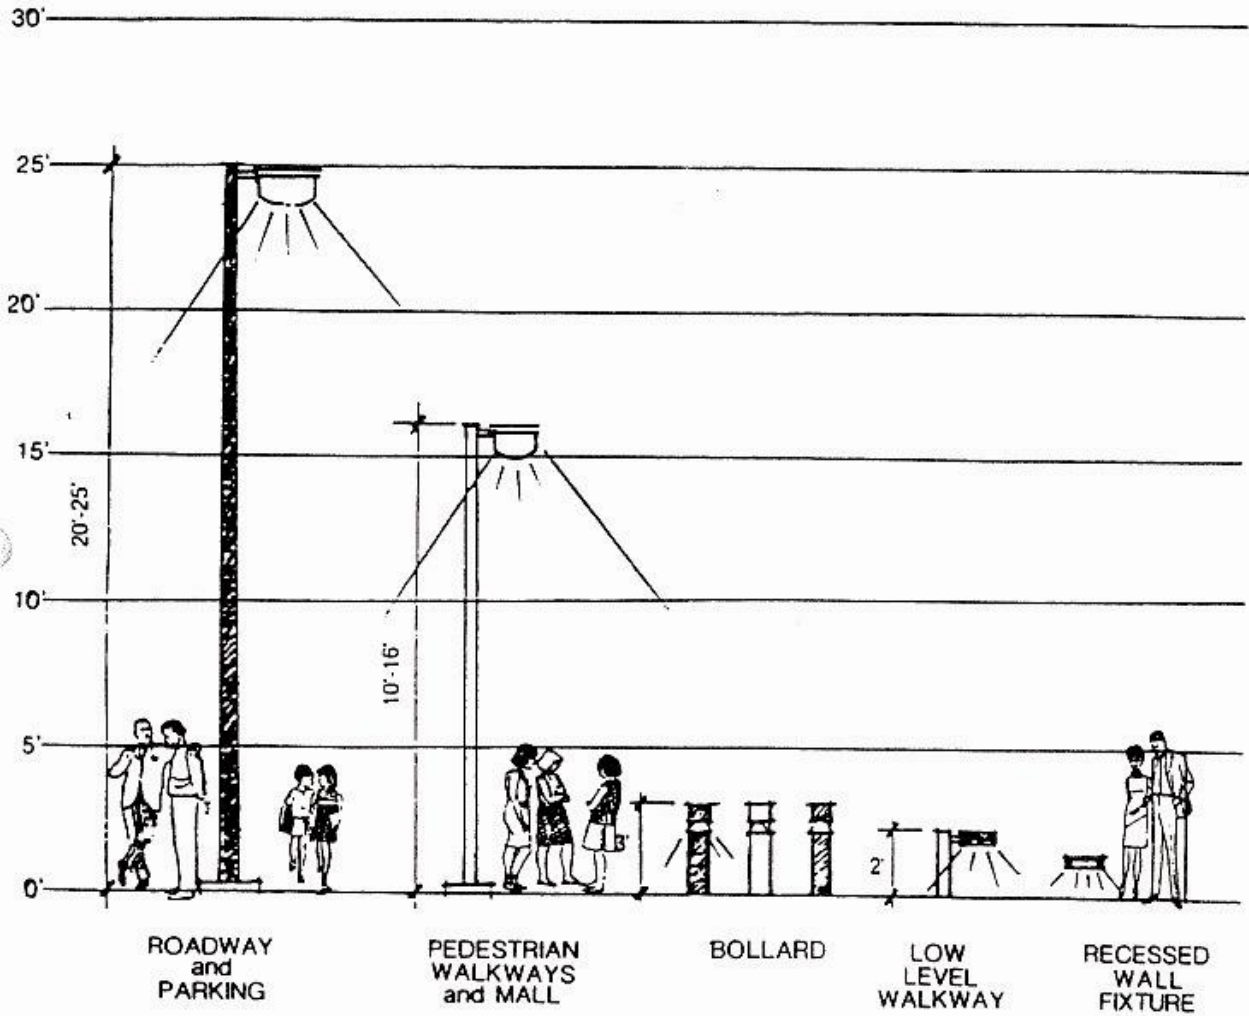 30'
25'
20'
15'
20'-25'
10'
10'-16'
5'
3'
2'
0'
ROADWAY
and
PARKING
PEDESTRIAN
WALKWAYS
and MALL
BOLLARD
LOW
LEVEL
WALKWAY
RECESSED
WALL
FIXTURE